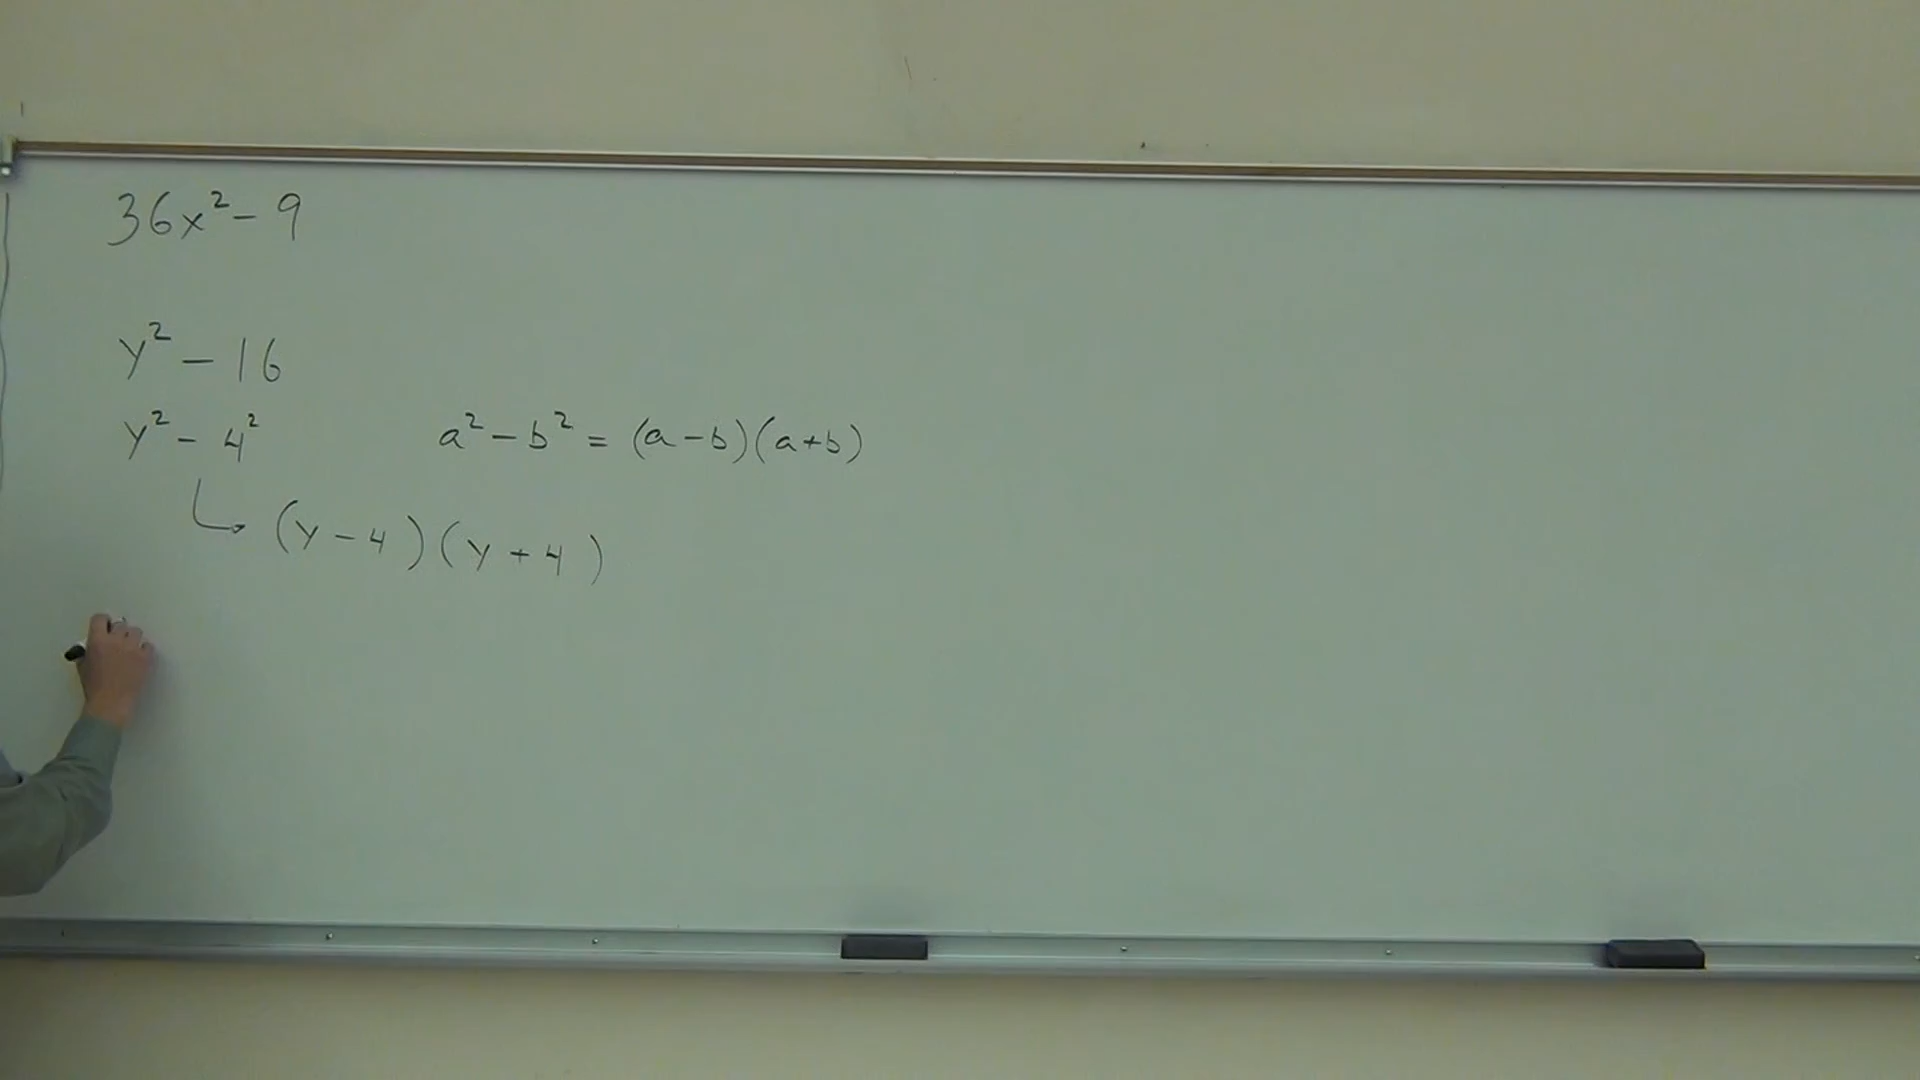 36x² - 9
y² - 16
y² - 4²
a² - b² = (a - b)(a + b)
(y - 4)(y + 4)